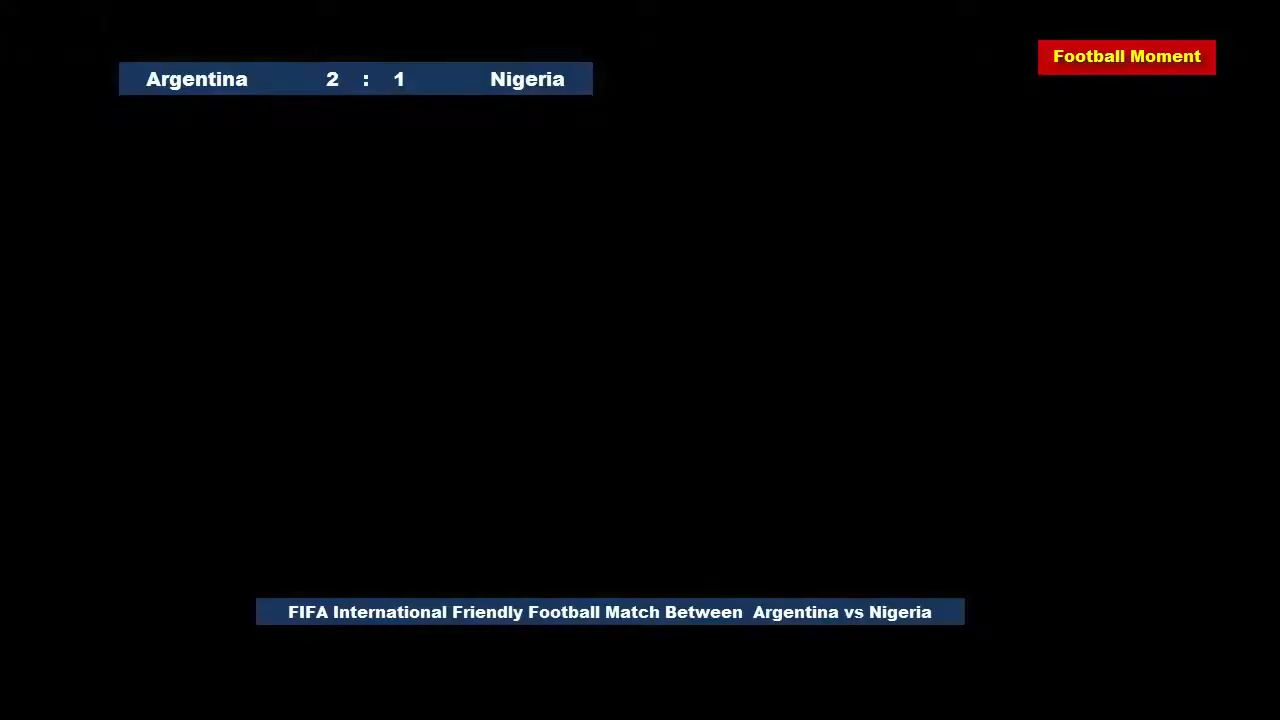 Football Moment
Argentina 2 : 1 Nigeria
FIFA International Friendly Football Match Between Argentina vs Nigeria